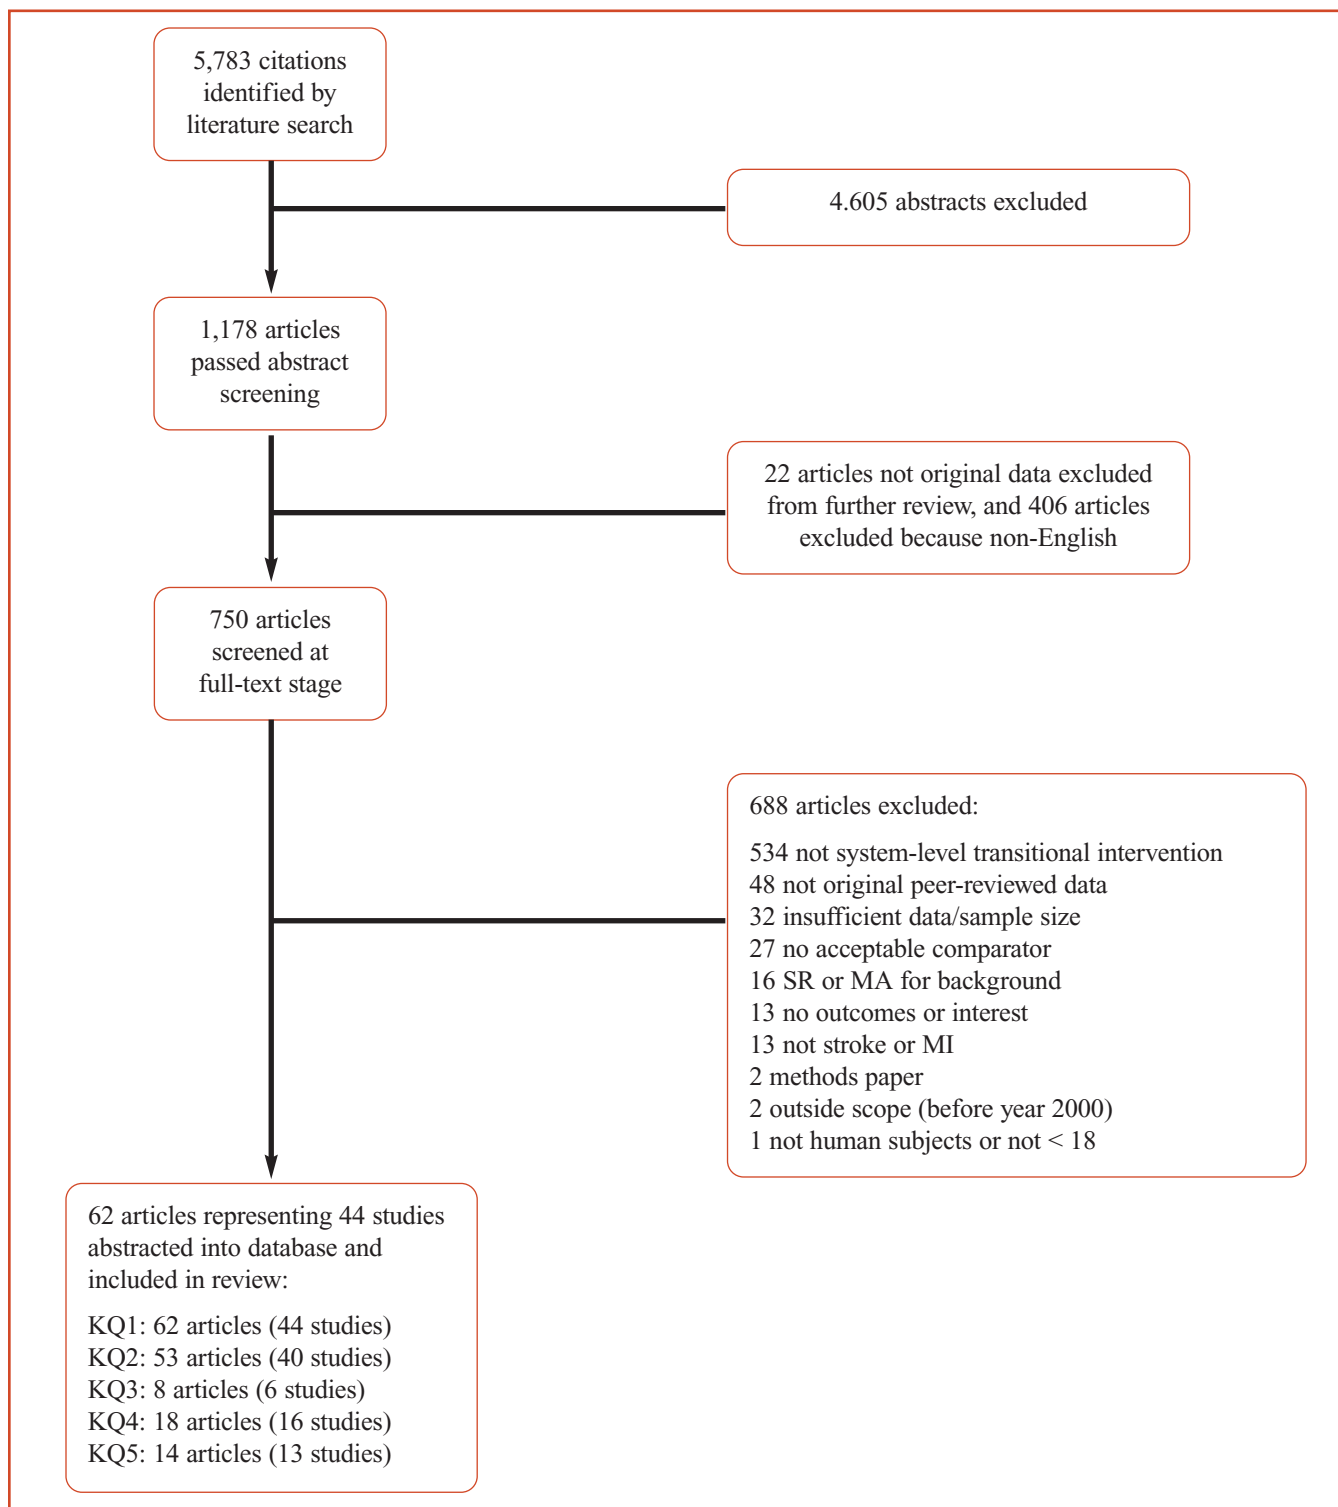 5,783 citations
identified by
literature search
4.605 abstracts excluded
1,178 articles
passed abstract
screening
22 articles not original data excluded
from further review, and 406 articles
excluded because non-English
750 articles
screened at
full-text stage
688 articles excluded:
534 not system-level transitional intervention
48 not original peer-reviewed data
32 insufficient data/sample size
27 no acceptable comparator
16 SR or MA for background
13 no outcomes or interest
13 not stroke or MI
2 methods paper
2 outside scope (before year 2000)
1 not human subjects or not < 18
62 articles representing 44 studies
abstracted into database and
included in review:
KQ1: 62 articles (44 studies)
KQ2: 53 articles (40 studies)
KQ3: 8 articles (6 studies)
KQ4: 18 articles (16 studies)
KQ5: 14 articles (13 studies)